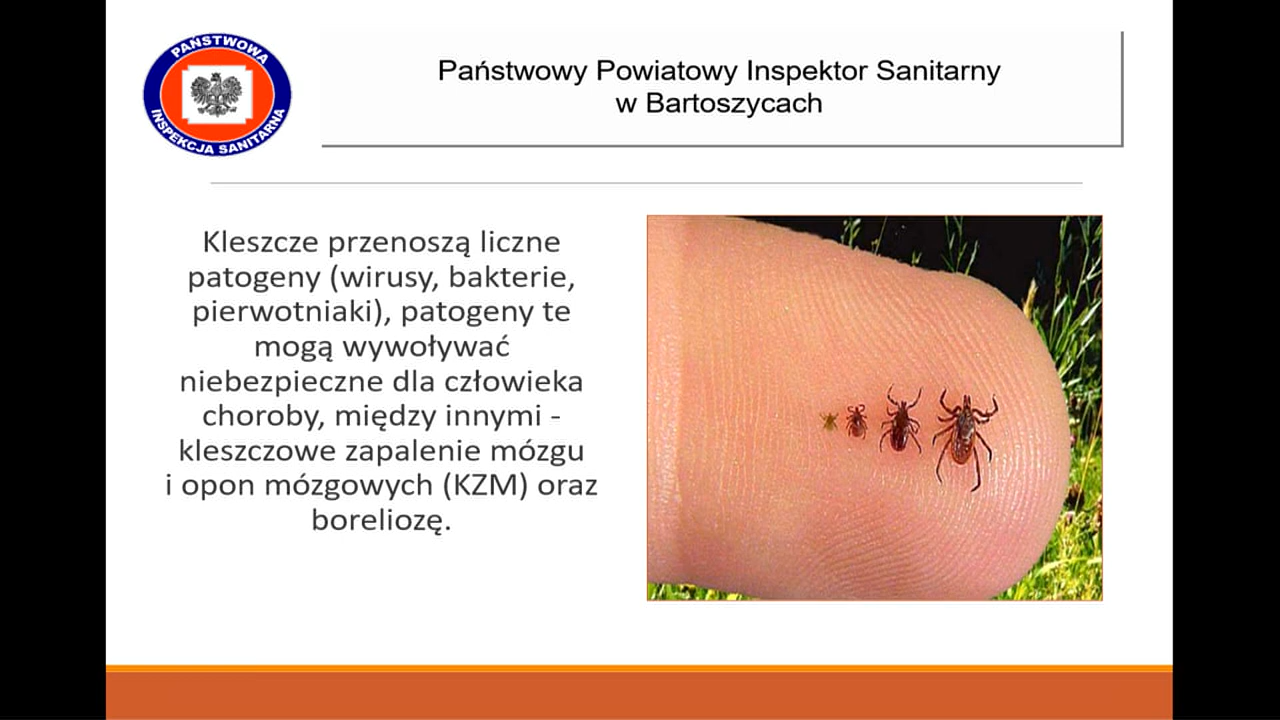 PAŃSTWOWA
INSPEKCJA SANITARNA
Państwowy Powiatowy Inspektor Sanitarny
w Bartoszycach
Kleszcze przenoszą liczne
patogeny (wirusy, bakterie,
pierwotniaki), patogeny te
mogą wywoływać
niebezpieczne dla człowieka
choroby, między innymi -
kleszczowe zapalenie mózgu
i opon mózgowych (KZM) oraz
boreliozę.